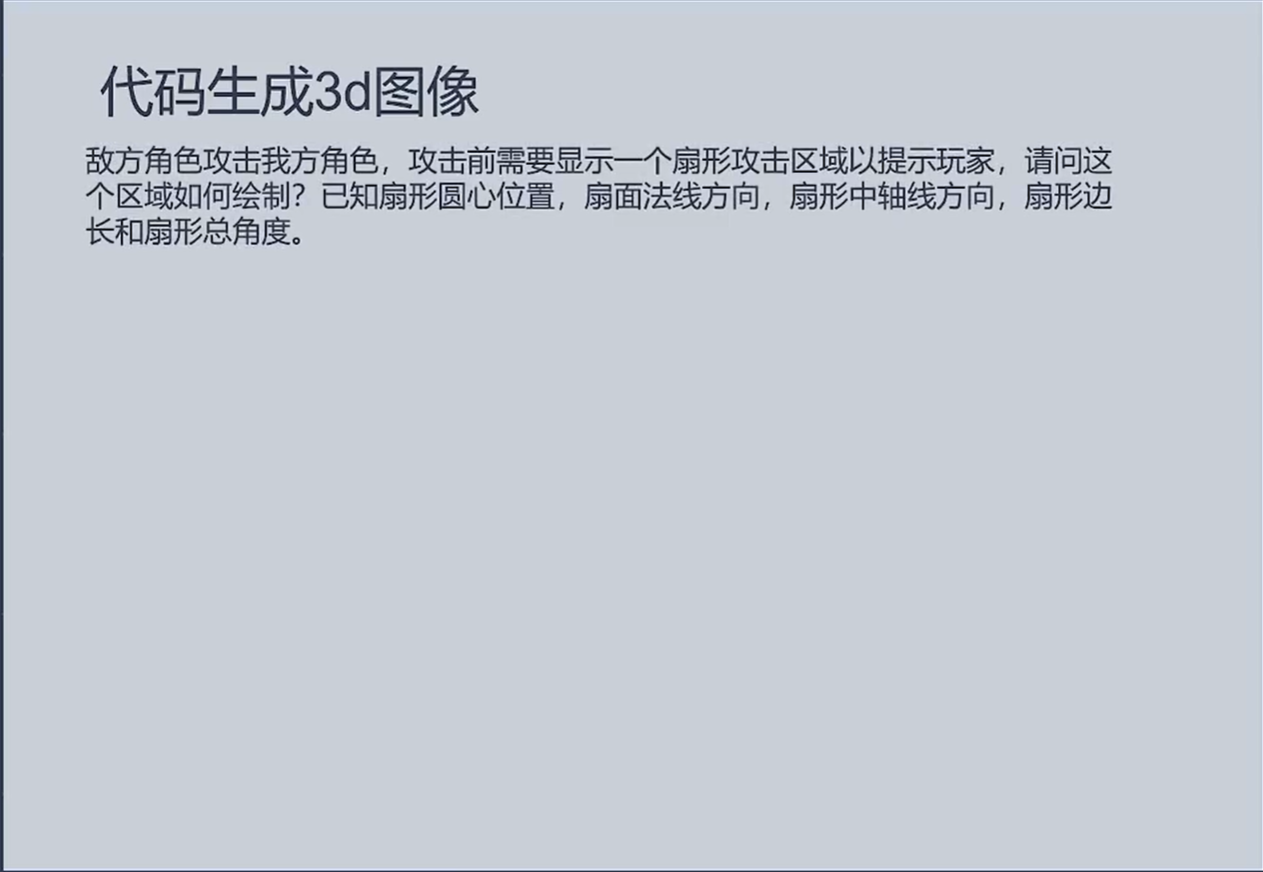 代码生成3d图像
敌方角色攻击我方角色，攻击前需要显示一个扇形攻击区域以提示玩家，请问这
个区域如何绘制？已知扇形圆心位置，扇面法线方向，扇形中轴线方向，扇形边
长和扇形总角度。